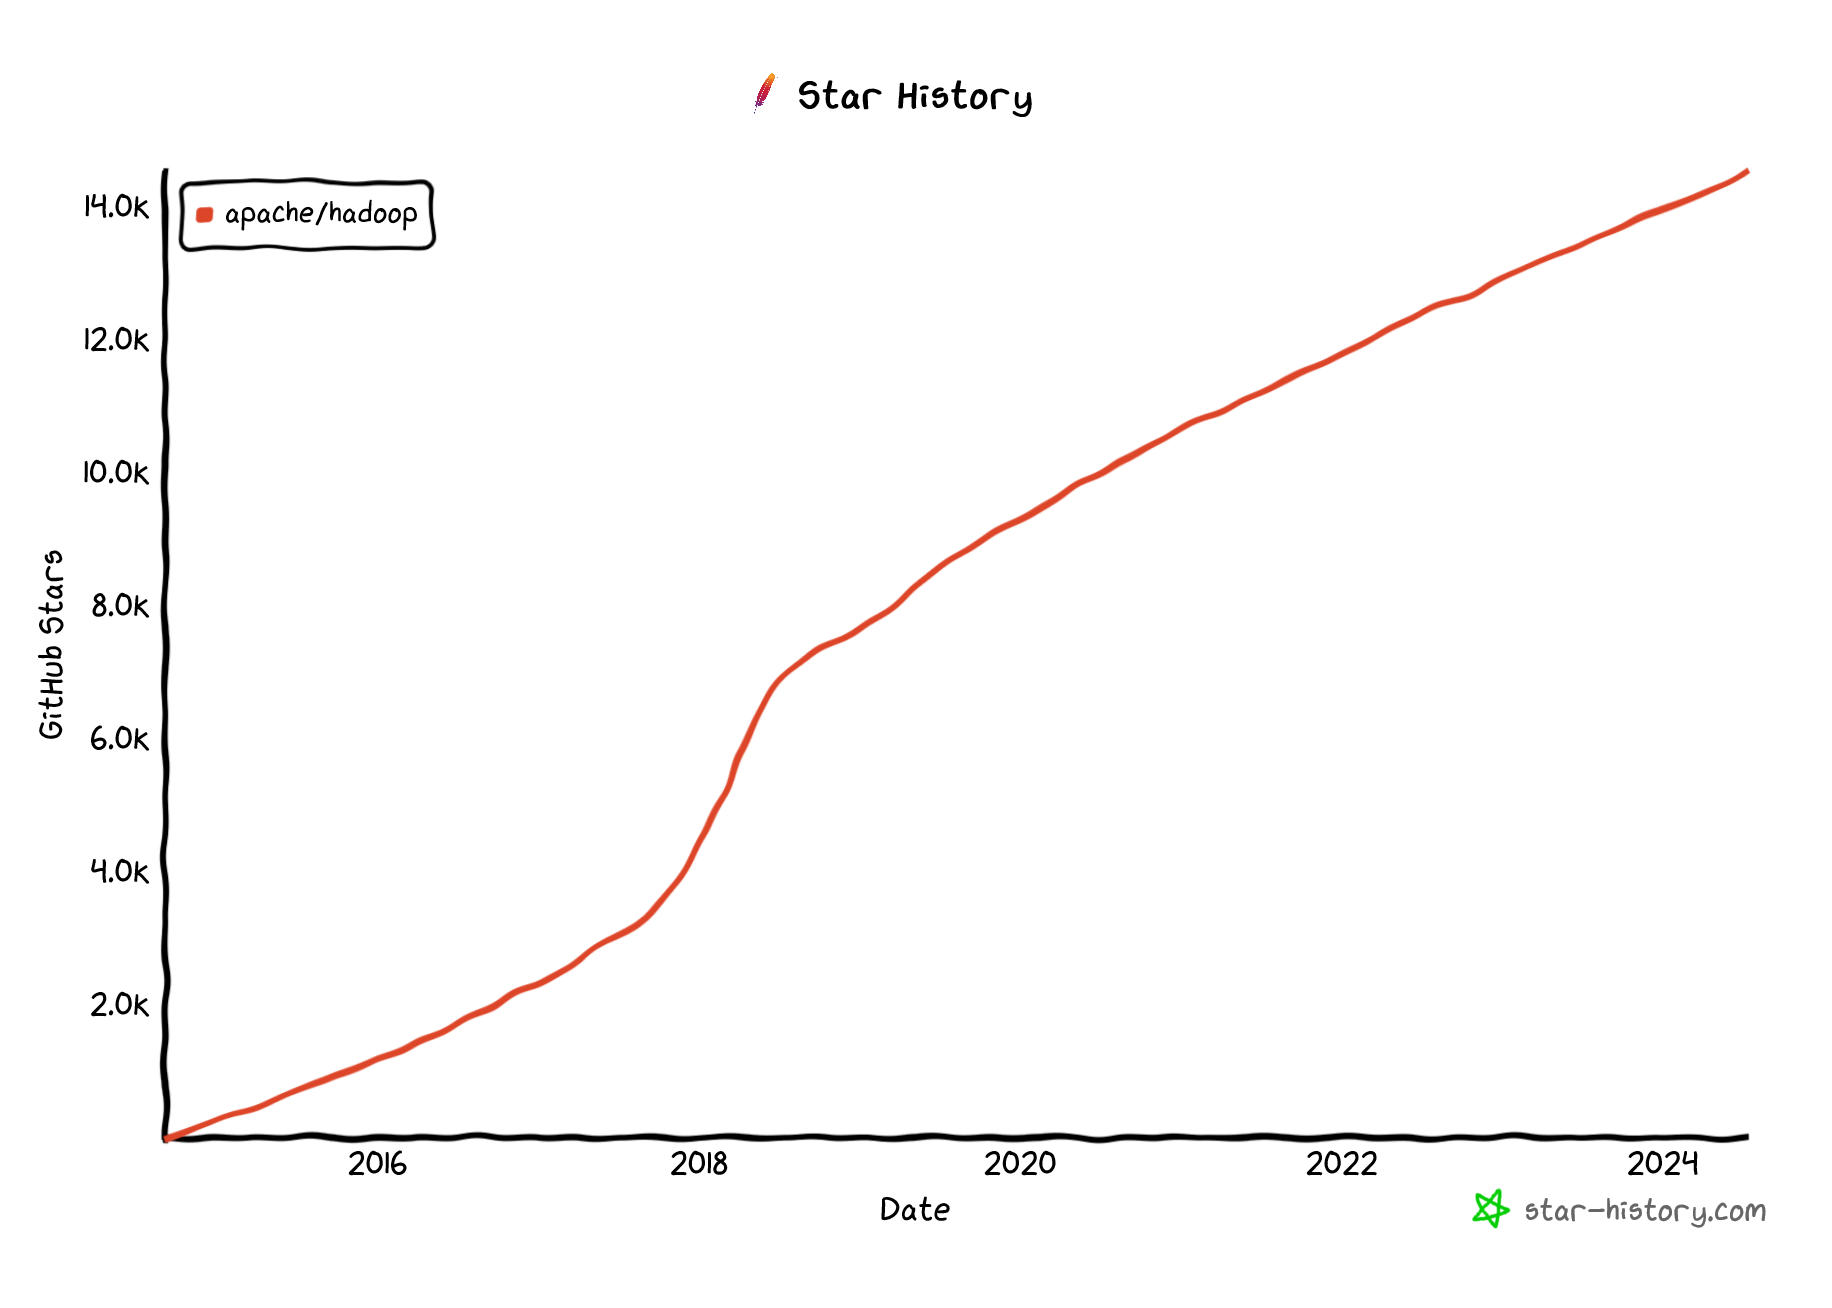 Star History
apache/hadoop
14.0K
12.0K
10.0K
8.0K
6.0K
4.0K
2.0K
GitHub Stars
2016 2018 2020 2022 2024
Date
star-history.com